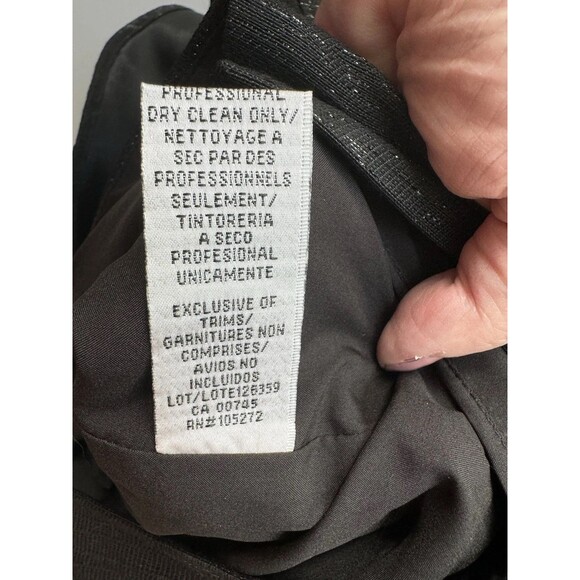 PROFESSIONAL
DRY CLEAN ONLY/
NETTOYAGE A
SEC PAR DES
PROFESSIONNELS
SEULEMENT/
TINTORERIA
A SECO
PROFESIONAL
UNICAMENTE
EXCLUSIVE OF
TRIMS/
GARNITURES NON
COMPRISES/
AVIOS NO
INCLUIDOS
LOT/LOTE126359
CA 00745
RN#105272